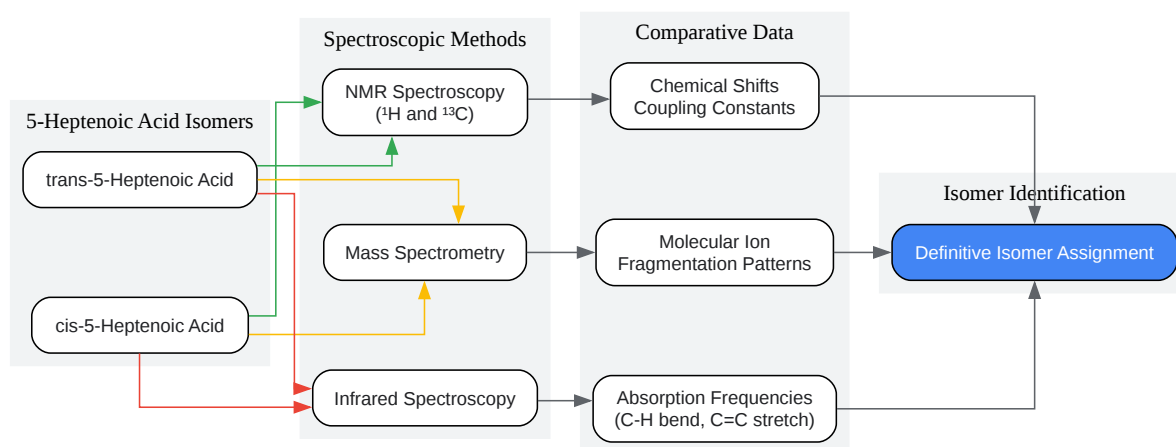 5-Heptenoic Acid Isomers
trans-5-Heptenoic Acid
cis-5-Heptenoic Acid
Spectroscopic Methods
NMR Spectroscopy
(¹H and ¹³C)
Mass Spectrometry
Infrared Spectroscopy
Comparative Data
Chemical Shifts
Coupling Constants
Molecular Ion
Fragmentation Patterns
Absorption Frequencies
(C-H bend, C=C stretch)
Isomer Identification
Definitive Isomer Assignment